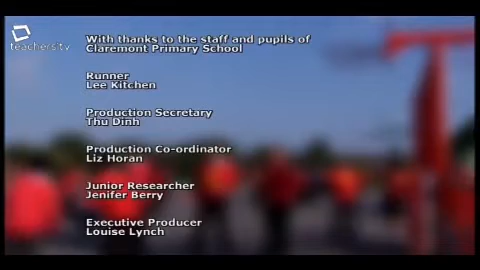 teachers.tv
With thanks to the staff and pupils of
Claremont Primary School
Runner
Lee Kitchen
Production Secretary
Thu Dinh
Production Co-ordinator
Liz Horan
Junior Researcher
Jenifer Berry
Executive Producer
Louise Lynch